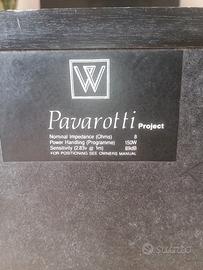 W
Pavarotti Project
Nominal Impedance (Ohms) 8
Power Handling (Programme) 150W
Sensitivity (2.83v @ 1m) 89dB
FOR POSITIONING SEE OWNERS MANUAL
subito